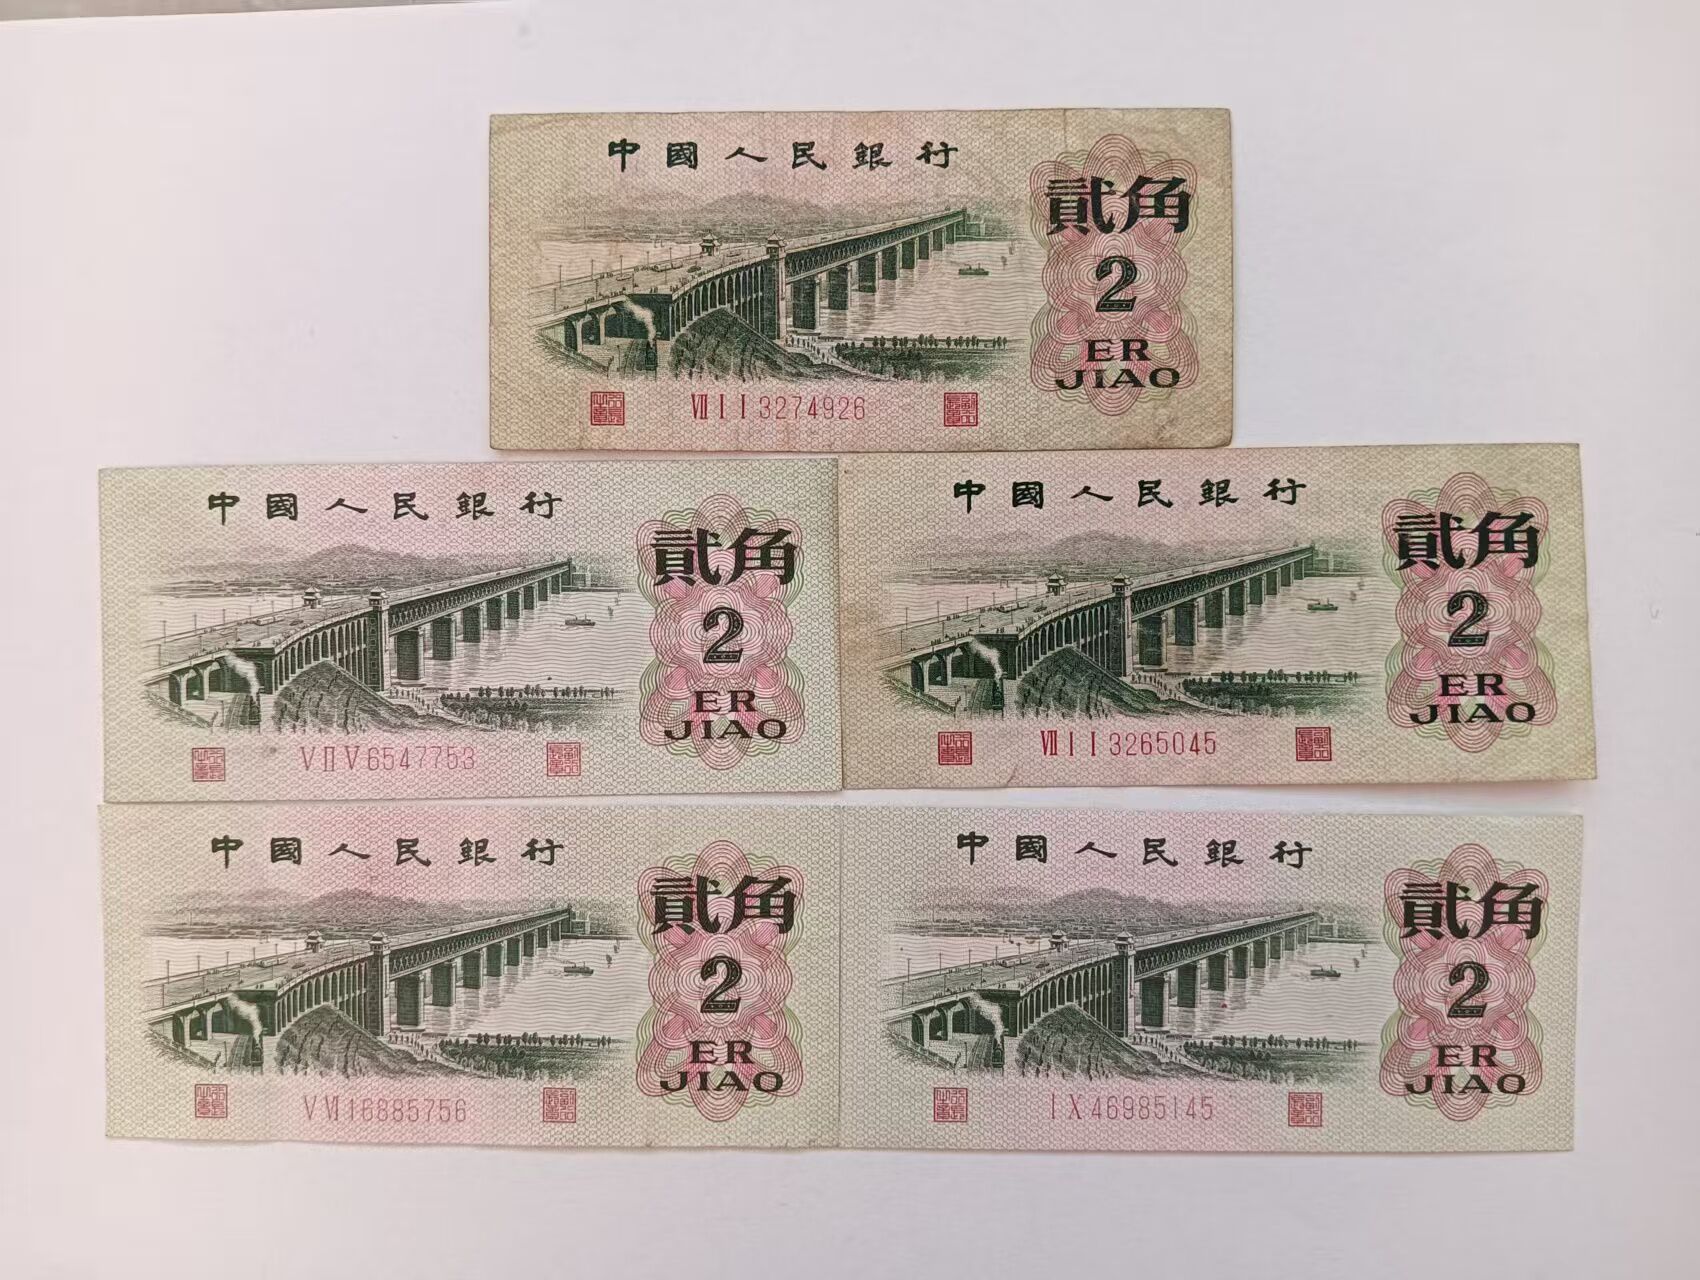 中國人民銀行
貳角
2
ER
JIAO
VII I I 3274926
中國人民銀行
貳角
2
ER
JIAO
V II V 6547753
中國人民銀行
貳角
2
ER
JIAO
VII I I 3265045
中國人民銀行
貳角
2
ER
JIAO
V VI 16885756
中國人民銀行
貳角
2
ER
JIAO
I X 46985145